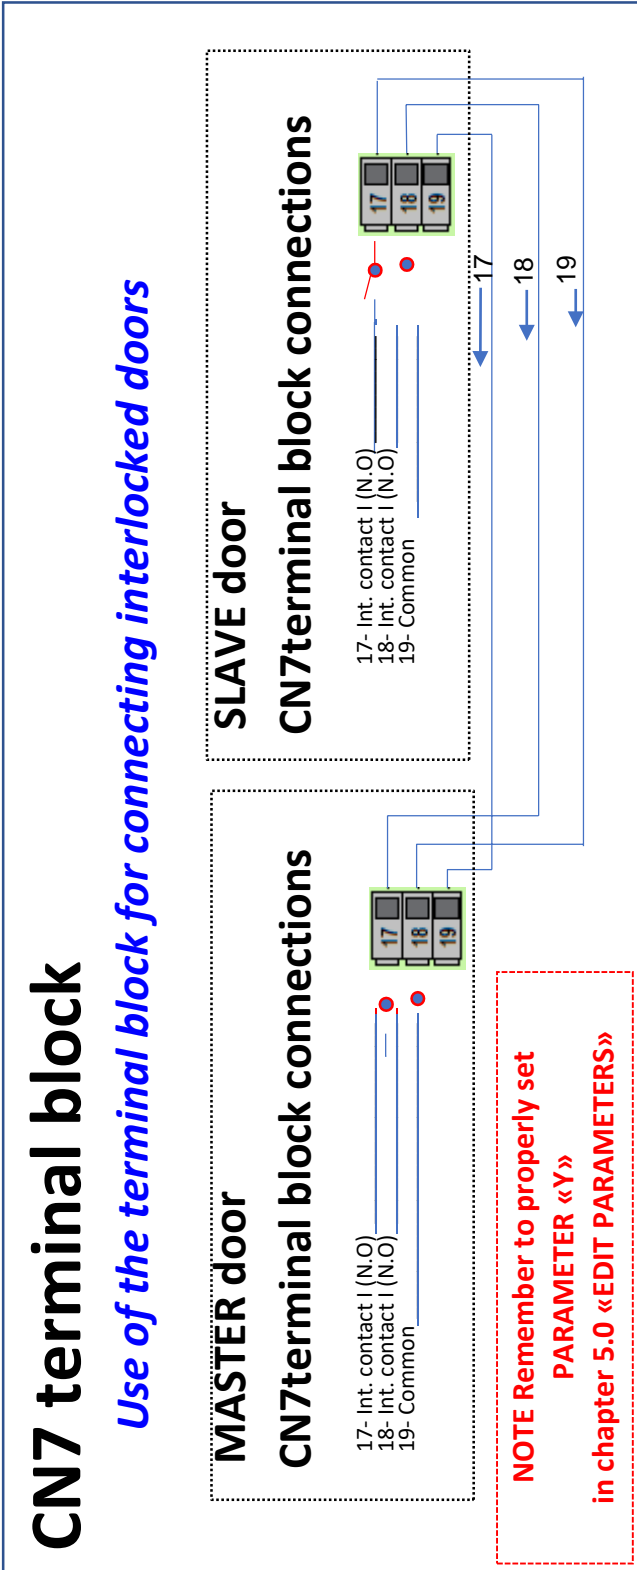 CN7 terminal block
Use of the terminal block for connecting interlocked doors
MASTER door
CN7terminal block connections
17- Int. contact I (N.O)
18- Int. contact I (N.O)
19- Common
17
18
19
SLAVE door
CN7terminal block connections
17- Int. contact I (N.O)
18- Int. contact I (N.O)
19- Common
17
18
19
17
18
19
NOTE Remember to properly set
PARAMETER «Y»
in chapter 5.0 «EDIT PARAMETERS»